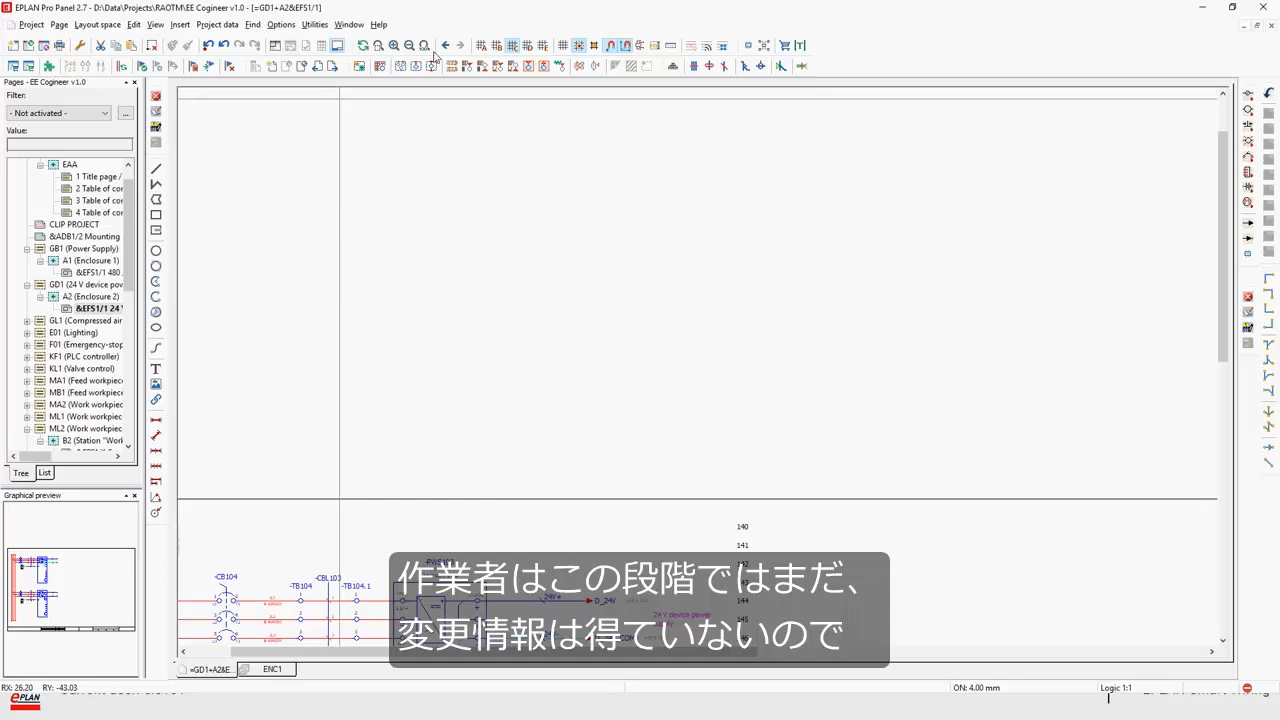 EPLAN Pro Panel 2.7 - D:\Data\Projects\RAOTM\EE Cogineer v1.0 - [=GD1+A2&EFS1/1]
Project Page Layout space Edit View Insert Project data Find Options Utilities Window Help
Pages - EE Cogineer v1.0
Filter:
- Not activated -
...
Value:
EAA
1 Title page /
2 Table of cor
3 Table of cor
4 Table of cor
CLIP PROJECT
&ADB1/2 Mounting
GB1 (Power Supply)
A1 (Enclosure 1)
&EFS1/1 480
GD1 (24 V device pow
A2 (Enclosure 2)
&EFS1/1 24
GL1 (Compressed air
E01 (Lighting)
F01 (Emergency-stop
KF1 (PLC controller)
KL1 (Valve control)
MA1 (Feed workpiece
MB1 (Feed workpiece
MA2 (Work workpiec
ML1 (Work workpiec
ML2 (Work workpiec
B2 (Station "Work
Tree List
Graphical preview
140
141
144
-CB104
-TB104
-CBL103
-TB104.1
24V+
D_24V
24 V device power
作業者はこの段階ではまだ、
変更情報は得ていないので
=GD1+A2&E... ENC1
RX: 26.20 RY: -43.03
ON: 4.00 mm
Logic 1:1
EPLAN